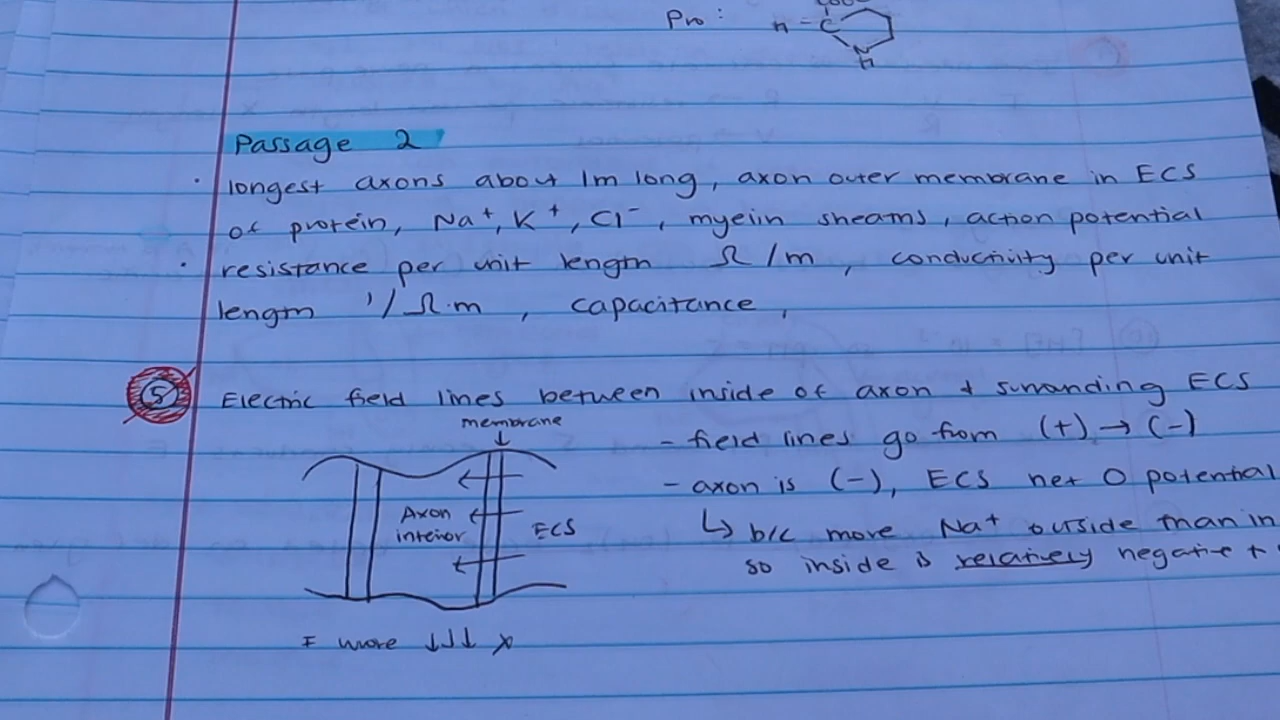 Pro :
H - C
N
H
Passage 2
· longest axons about 1m long, axon outer membrane in ECS
of protein, Na⁺, K⁺, Cl⁻, myelin sheaths, action potential
· resistance per unit length Ω/m, conductivity per unit
length 1/Ω·m, capacitance,
5 Electric field lines between inside of axon + surrounding ECS
membrane
↓
- field lines go from (+) → (-)
- axon is (-), ECS net 0 potential
↳ b/c more Na⁺ outside than in
so inside is relatively negative +
Axon
interior
ECS
I wrote ↓↓↓ x